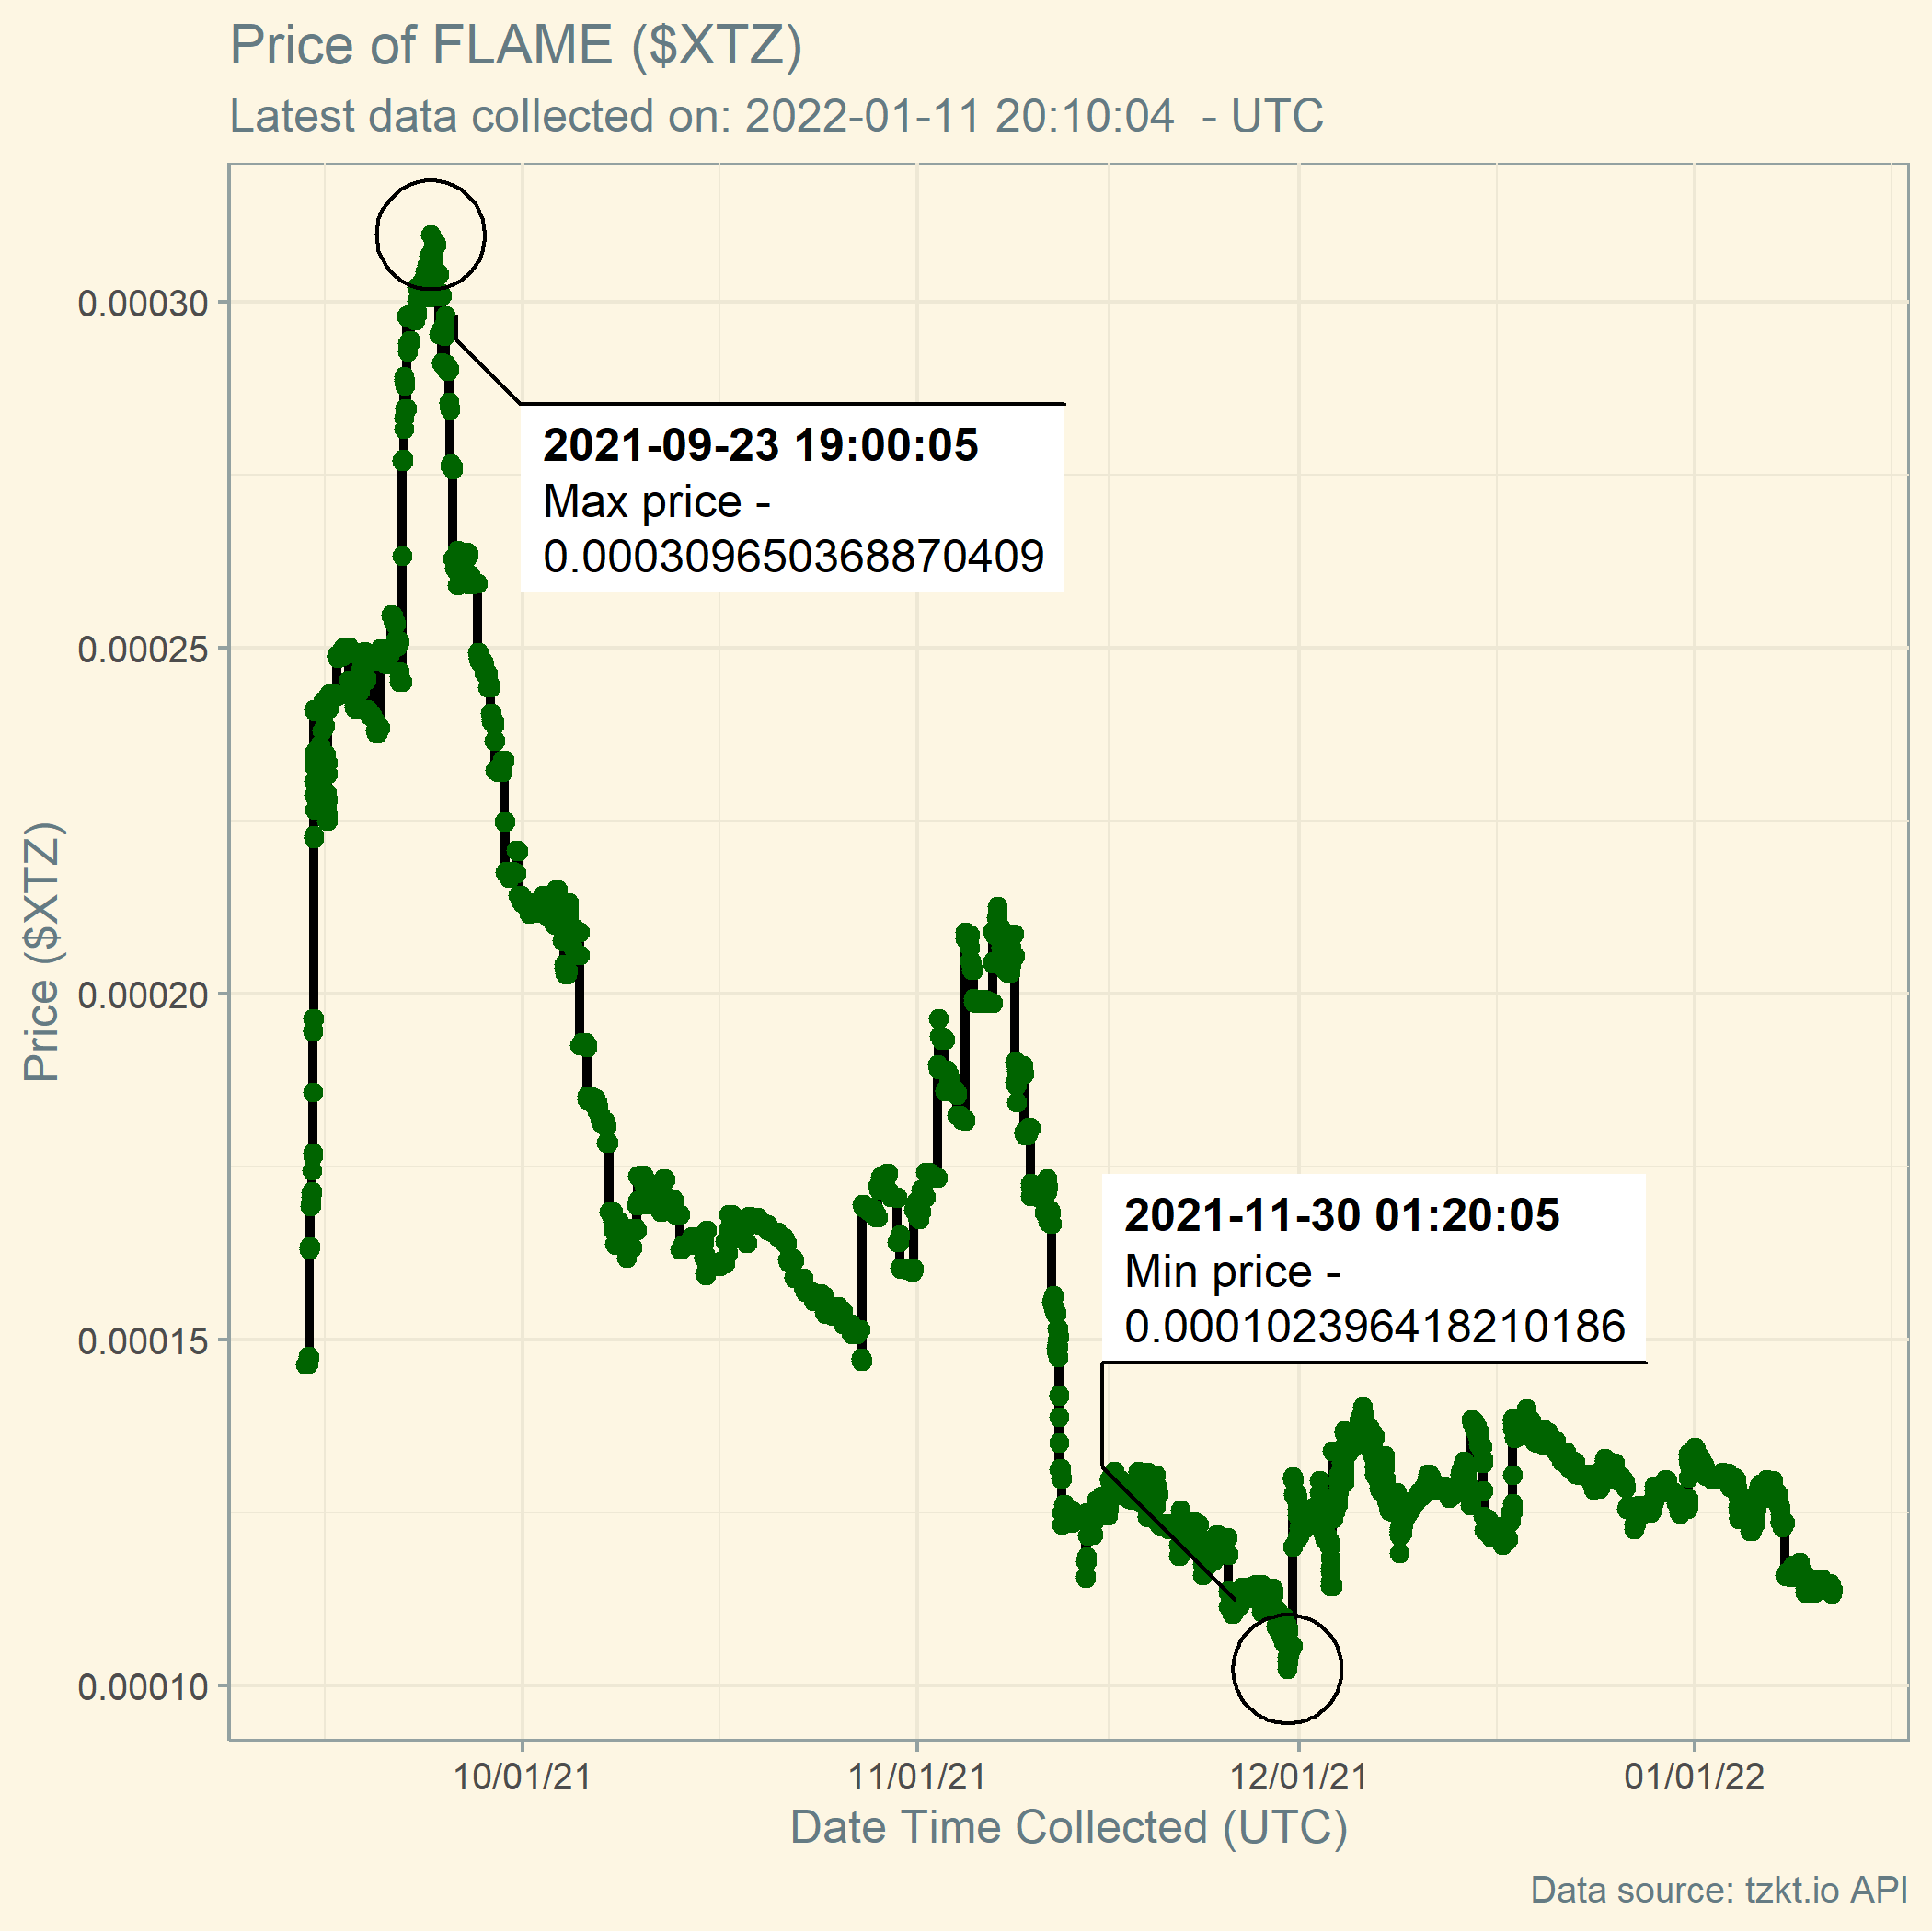 Price of FLAME ($XTZ)
Latest data collected on: 2022-01-11 20:10:04  - UTC
Price ($XTZ)
0.00030
0.00025
0.00020
0.00015
0.00010
2021-09-23 19:00:05
Max price -
0.000309650368870409
2021-11-30 01:20:05
Min price -
0.000102396418210186
10/01/21
11/01/21
12/01/21
01/01/22
Date Time Collected (UTC)
Data source: tzkt.io API